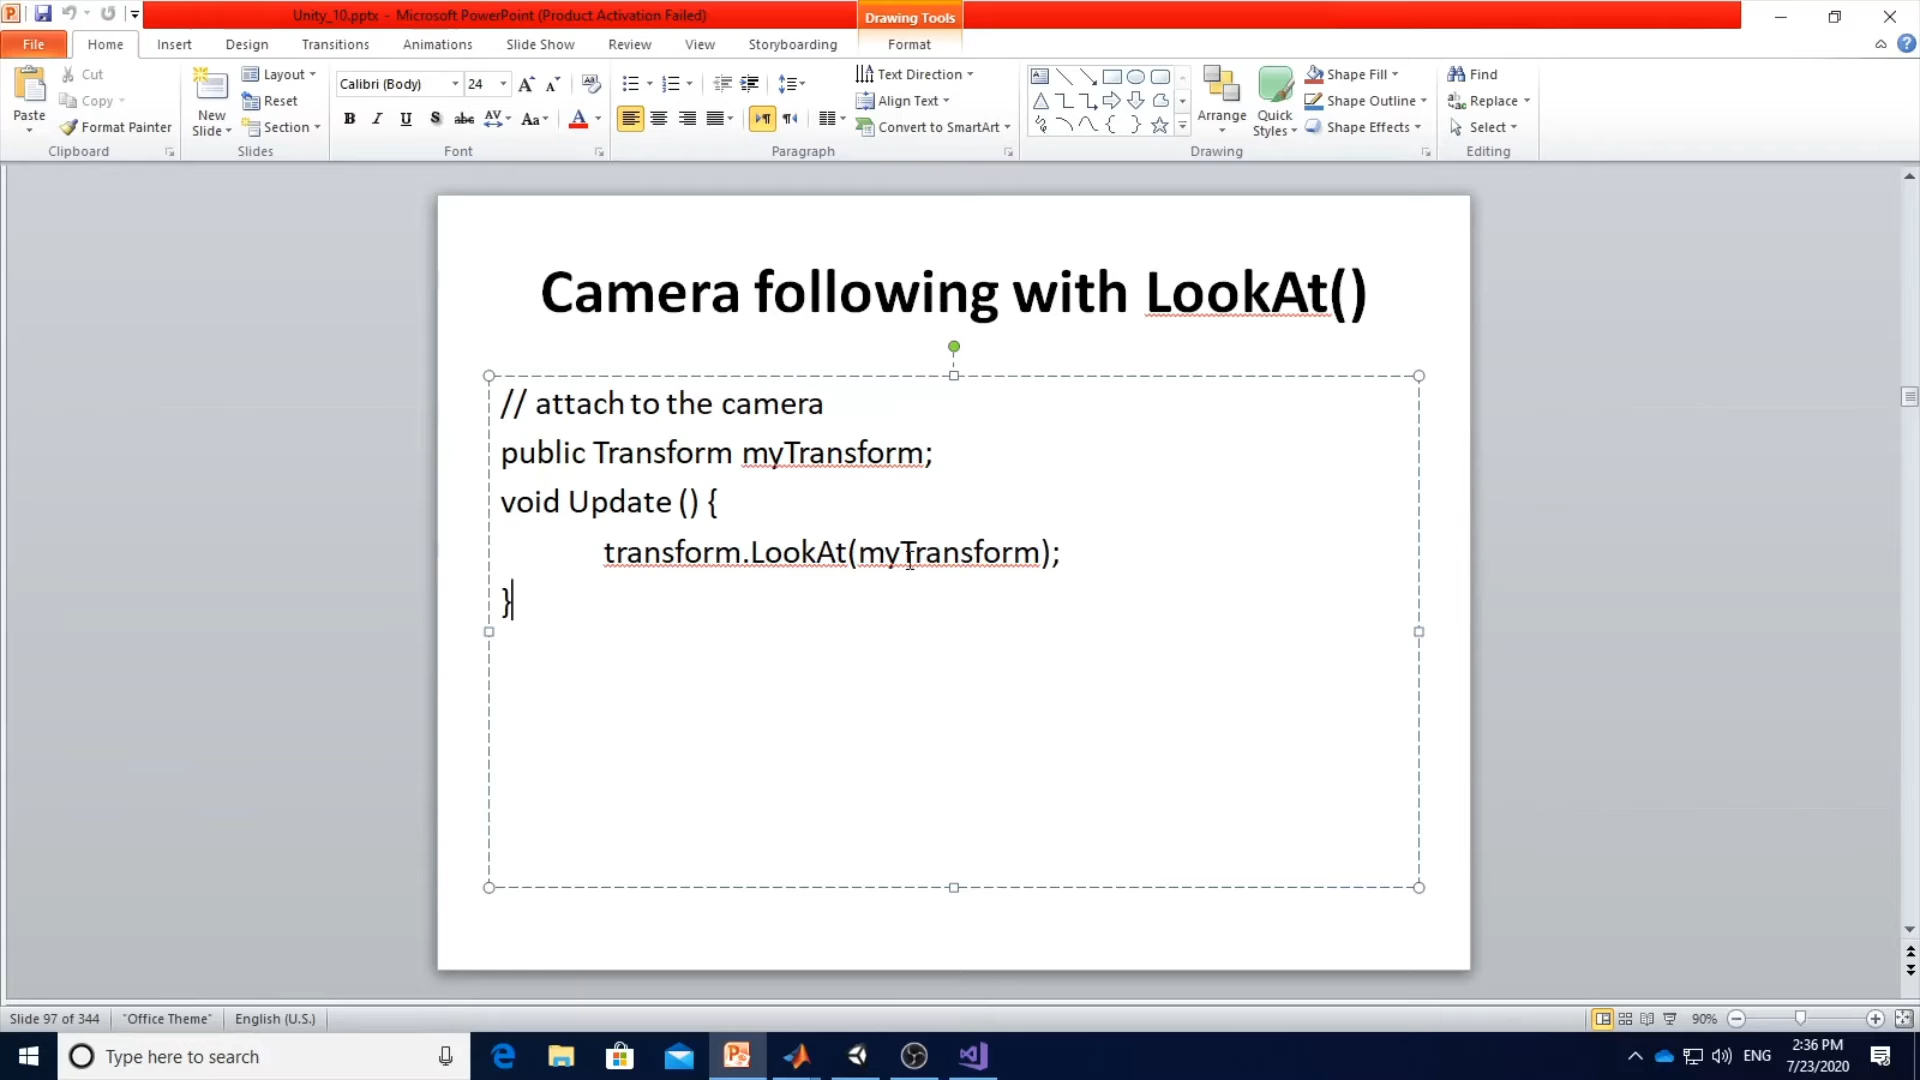 Unity_10.pptx - Microsoft PowerPoint (Product Activation Failed)
Drawing Tools
File Home Insert Design Transitions Animations Slide Show Review View Storyboarding Format
Cut
Copy
Format Painter
Paste
Clipboard
New Slide
Layout
Reset
Section
Slides
Calibri (Body) 24
B I U S abc AV Aa A
Font
Text Direction
Align Text
Convert to SmartArt
Paragraph
Arrange
Quick Styles
Shape Fill
Shape Outline
Shape Effects
Drawing
Find
Replace
Select
Editing
Camera following with LookAt()
// attach to the camera
public Transform myTransform;
void Update () {
transform.LookAt(myTransform);
}
Slide 97 of 344 "Office Theme" English (U.S.) 90%
Type here to search
ENG
2:36 PM
7/23/2020